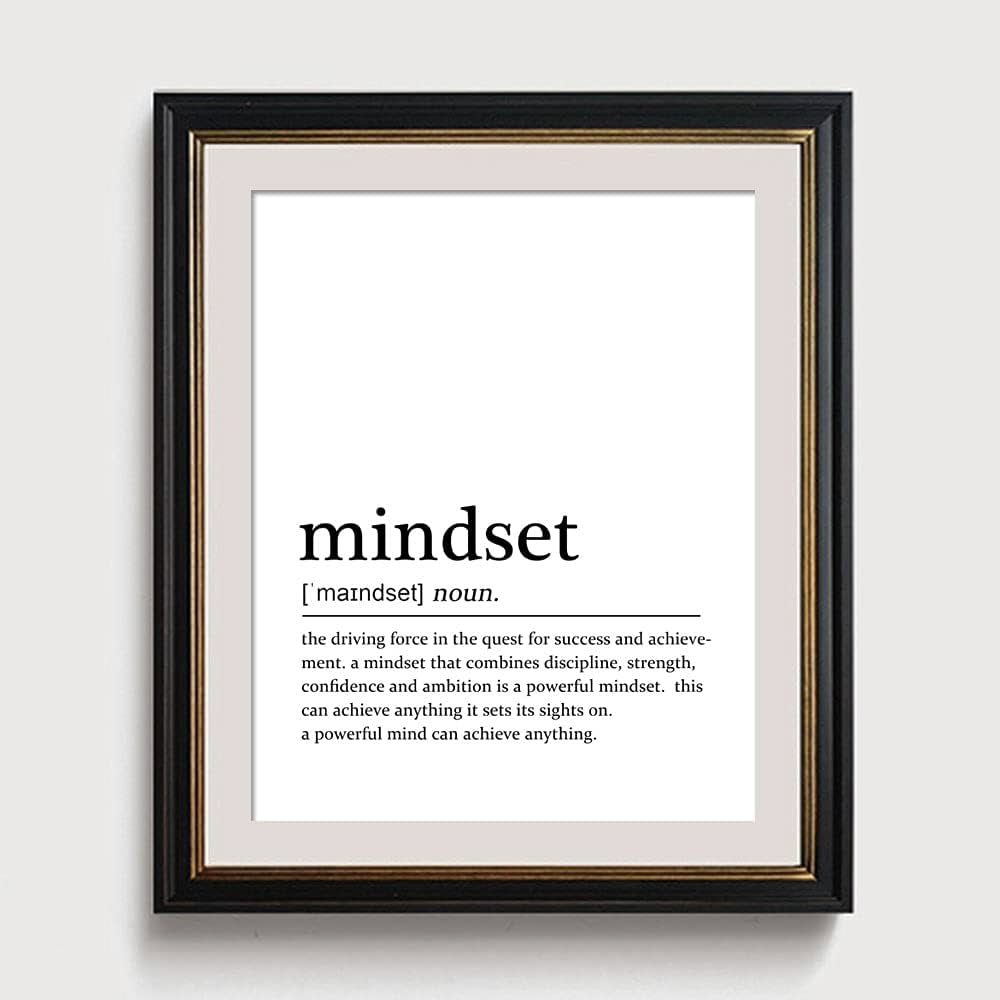 mindset
[ˈmaɪndset] noun.
the driving force in the quest for success and achieve-
ment. a mindset that combines discipline, strength,
confidence and ambition is a powerful mindset.  this
can achieve anything it sets its sights on.
a powerful mind can achieve anything.